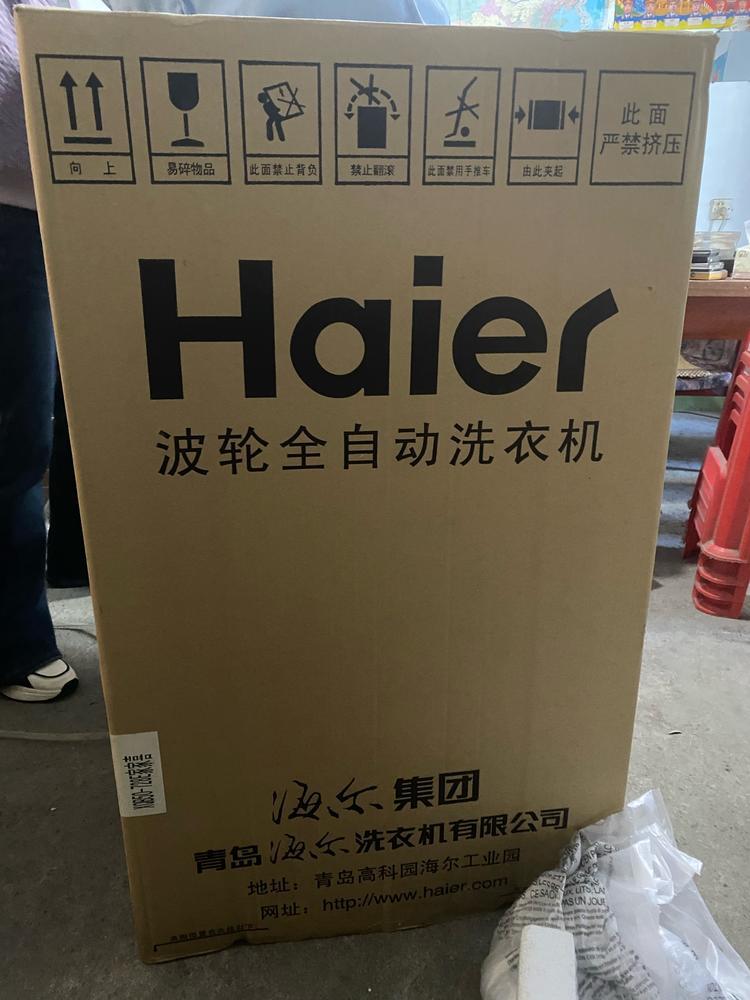 向 上
易碎物品
此面禁止背负
禁止翻滚
此面禁用手推车
由此夹起
此 面
严禁挤压
Haier
波轮全自动洗衣机
海尔集团
青岛海尔洗衣机有限公司
地址：青岛高科园海尔工业园
网址：http://www.haier.com
PAS UN JOUE